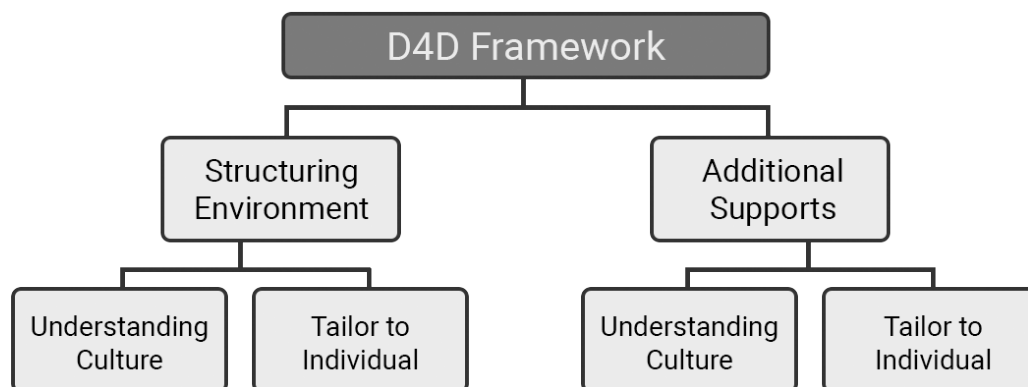 D4D Framework
Structuring
Environment
Additional
Supports
Understanding
Culture
Tailor to
Individual
Understanding
Culture
Tailor to
Individual